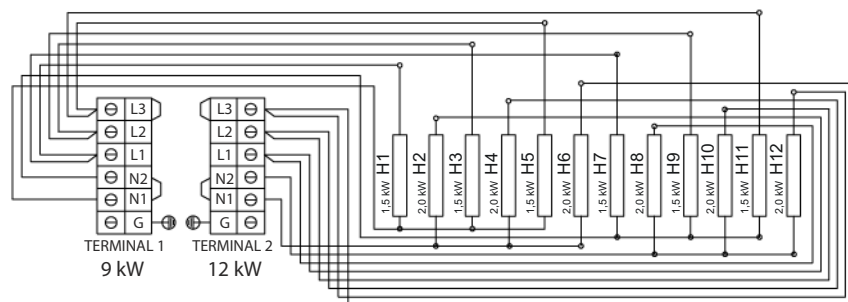 L3
L2
L1
N2
N1
G
TERMINAL 1
9 kW
L3
L2
L1
N2
N1
G
TERMINAL 2
12 kW
1,5 kW H1
2,0 kW H2
1,5 kW H3
2,0 kW H4
1,5 kW H5
2,0 kW H6
1,5 kW H7
2,0 kW H8
1,5 kW H9
2,0 kW H10
1,5 kW H11
2,0 kW H12